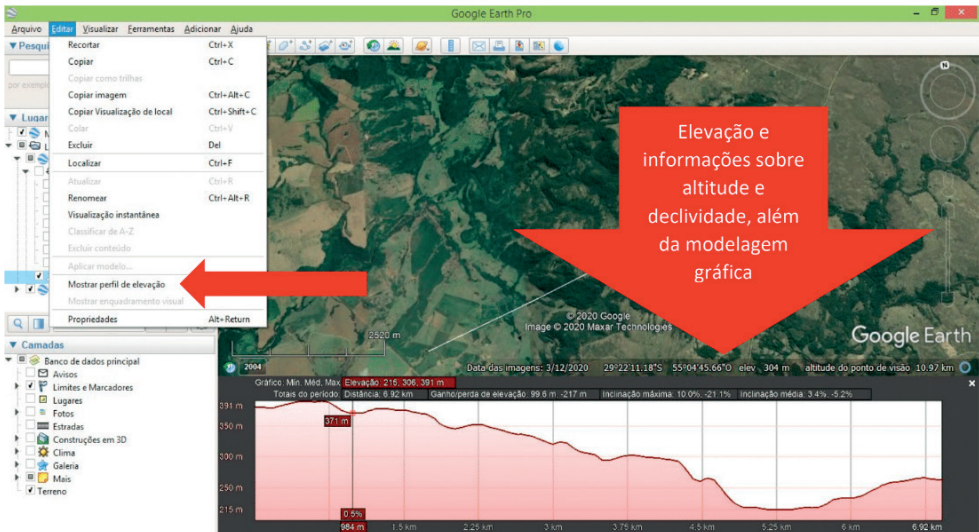 Google Earth Pro
Arquivo Editar Visualizar Ferramentas Adicionar Ajuda
Pesqui
por exemplo
Lugar
Recortar Ctrl+X
Copiar Ctrl+C
Copiar como trilhas
Copiar imagem Ctrl+Alt+C
Copiar Visualização de local Ctrl+Shift+C
Colar Ctrl+V
Excluir Del
Localizar Ctrl+F
Atualizar Ctrl+R
Renomear Ctrl+Alt+R
Visualização instantânea
Classificar de A-Z
Excluir conteúdo
Aplicar modelo...
Mostrar perfil de elevação
Mostrar enquadramento visual
Propriedades Alt+Return
Elevação e
informações sobre
altitude e
declividade, além
da modelagem
gráfica
N
Camadas
Banco de dados principal
Avisos
Limites e Marcadores
Lugares
Fotos
Estradas
Construções em 3D
Clima
Galeria
Mais
Terreno
2520 m
© 2020 Google
Image © 2020 Maxar Technologies
Google Earth
2004
Data das imagens: 3/12/2020 29°22'11.18"S 55°04'45.66"O elev 304 m altitude do ponto de visão 10.97 km
Gráfico: Mín, Méd, Max Elevação: 215, 306, 391 m
Totais do período: Distância: 6.92 km Ganho/perda de elevação: 99.6 m, -217 m Inclinação máxima: 10.0%, -21.1% Inclinação média: 3.4%, -5.2%
391 m
371 m
350 m
300 m
250 m
215 m
0.5%
984 m 1.5 km 2.25 km 3 km 3.75 km 4.5 km 5.25 km 6 km 6.92 km